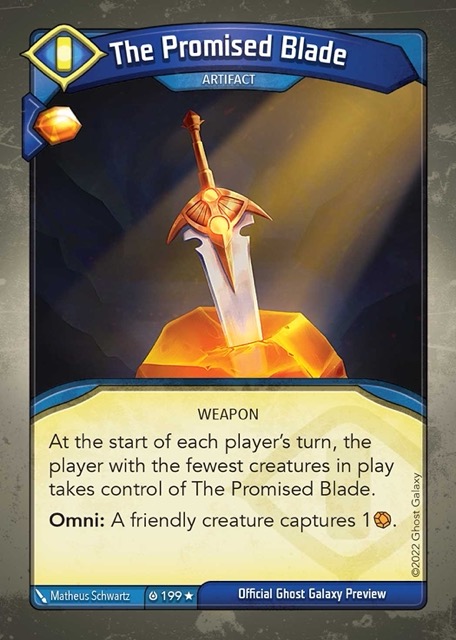 The Promised Blade
ARTIFACT
WEAPON
At the start of each player's turn, the
player with the fewest creatures in play
takes control of The Promised Blade.
Omni: A friendly creature captures 1.
©2022 Ghost Galaxy
Matheus Schwartz
199★
Official Ghost Galaxy Preview